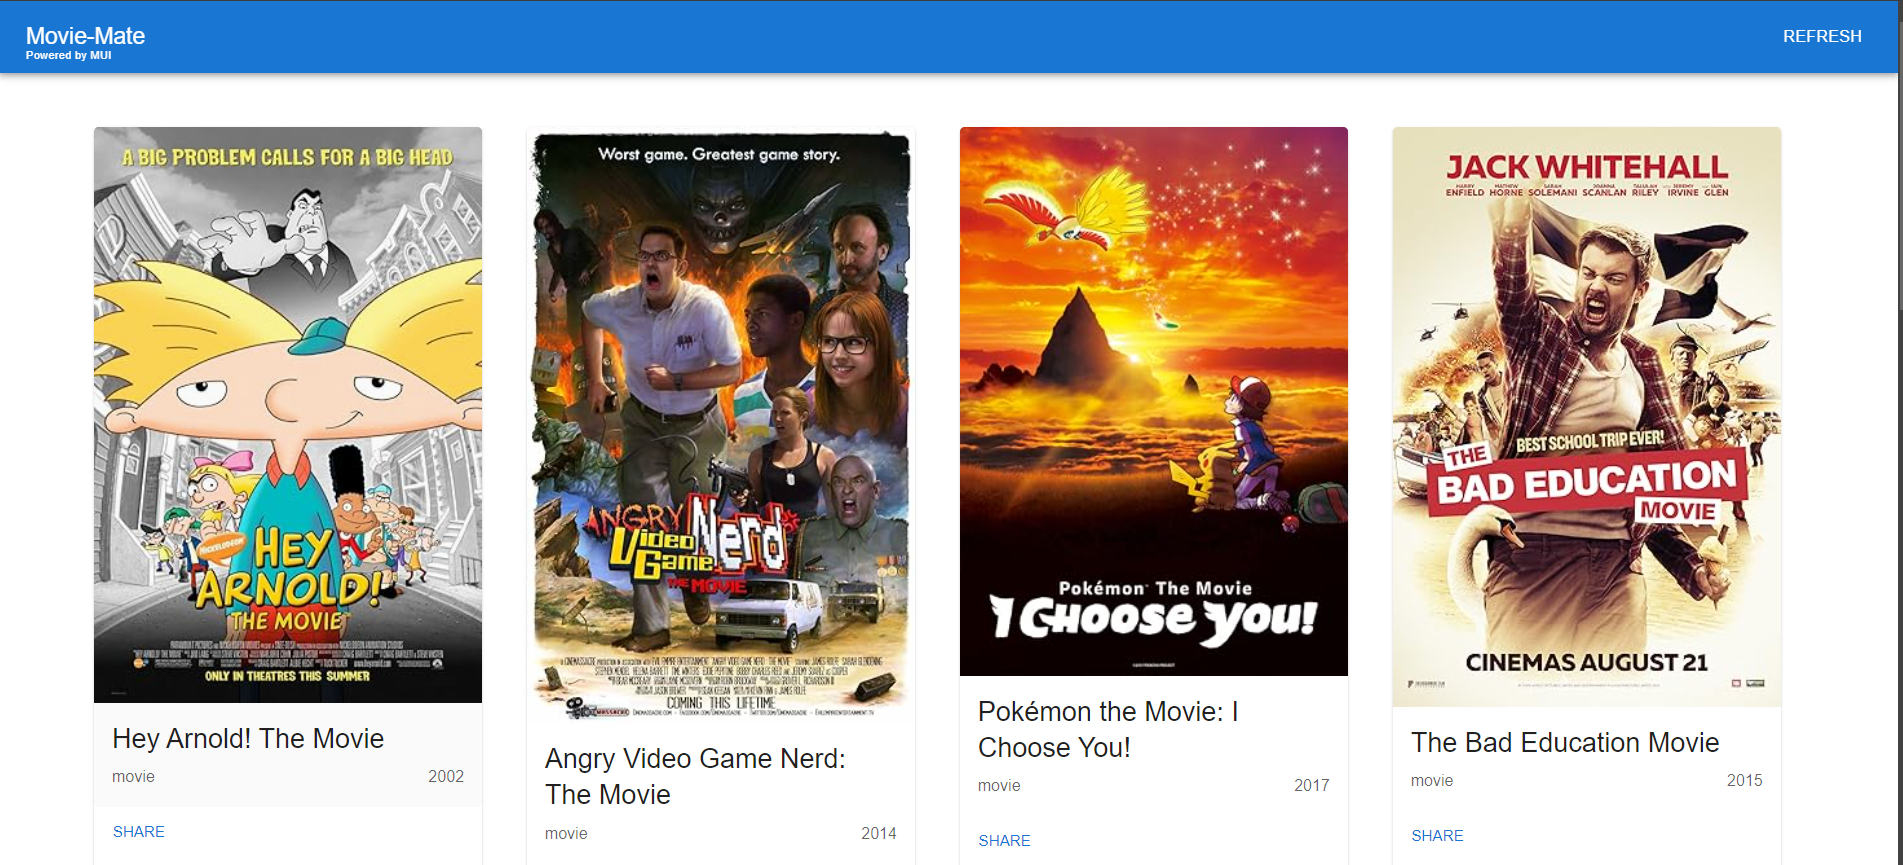 Movie-Mate
Powered by MUI
REFRESH
A BIG PROBLEM CALLS FOR A BIG HEAD
NICKELODEON
HEY
ARNOLD!
THE MOVIE
ONLY IN THEATRES THIS SUMMER
Hey Arnold! The Movie
movie 2002
SHARE
Worst game. Greatest game story.
ANGRY
Video Nerd
Game
THE MOVIE
COMING THIS LIFETIME
Angry Video Game Nerd:
The Movie
movie 2014
Pokémon The Movie
I Choose You!
Pokémon the Movie: I
Choose You!
movie 2017
SHARE
JACK WHITEHALL
HARRY ENFIELD MATHEW HORNE SARAH SOLEMANI JOANNA SCANLAN TALULAH RILEY JEREMY IRVINE IAIN GLEN
BEST SCHOOL TRIP EVER!
THE
BAD EDUCATION
MOVIE
CINEMAS AUGUST 21
The Bad Education Movie
movie 2015
SHARE